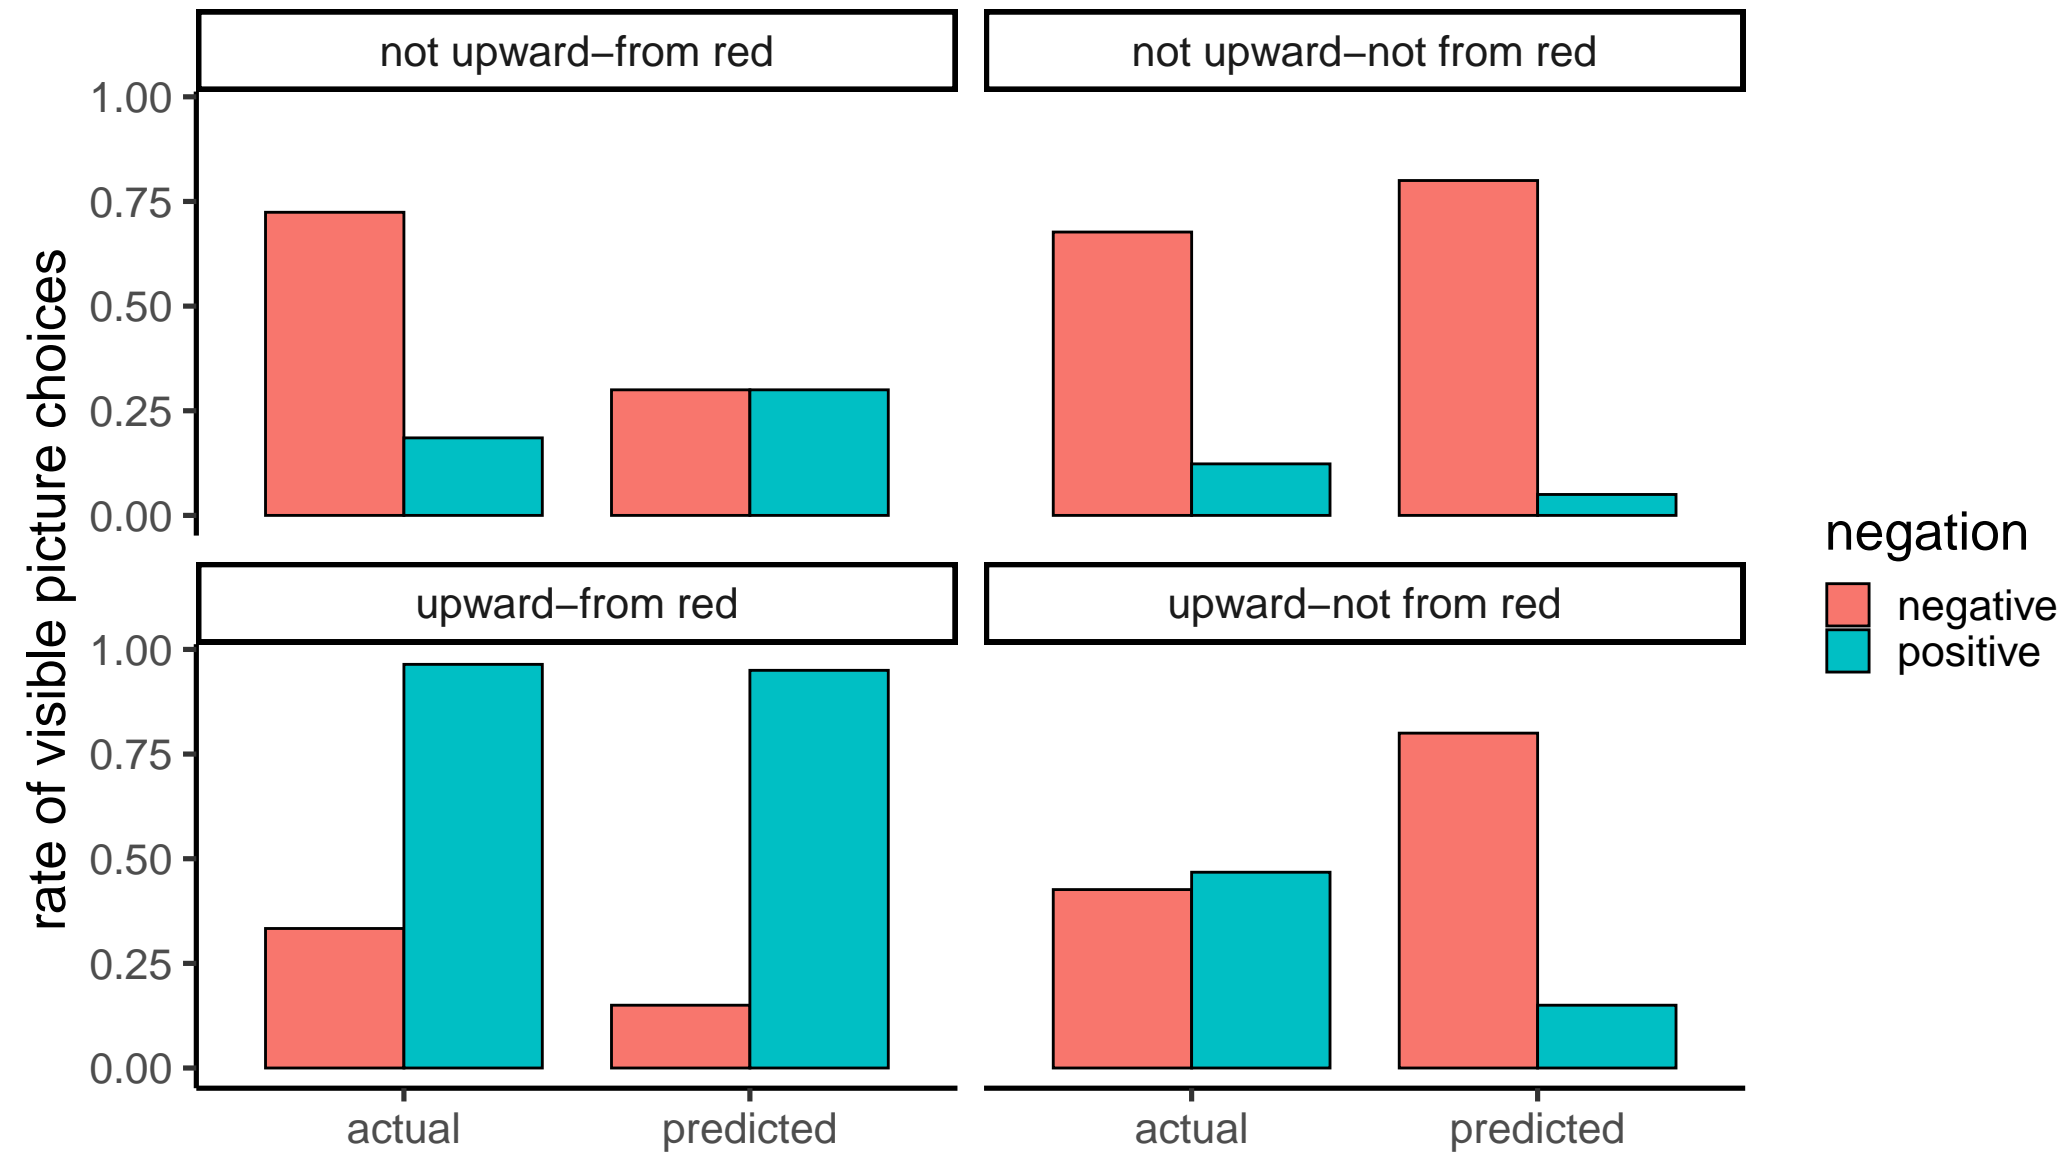 not upward–from red
not upward–not from red
1.00
0.75
0.50
0.25
0.00
upward–from red
upward–not from red
1.00
0.75
0.50
0.25
0.00
actual
predicted
actual
predicted
rate of visible picture choices
negation
negative
positive